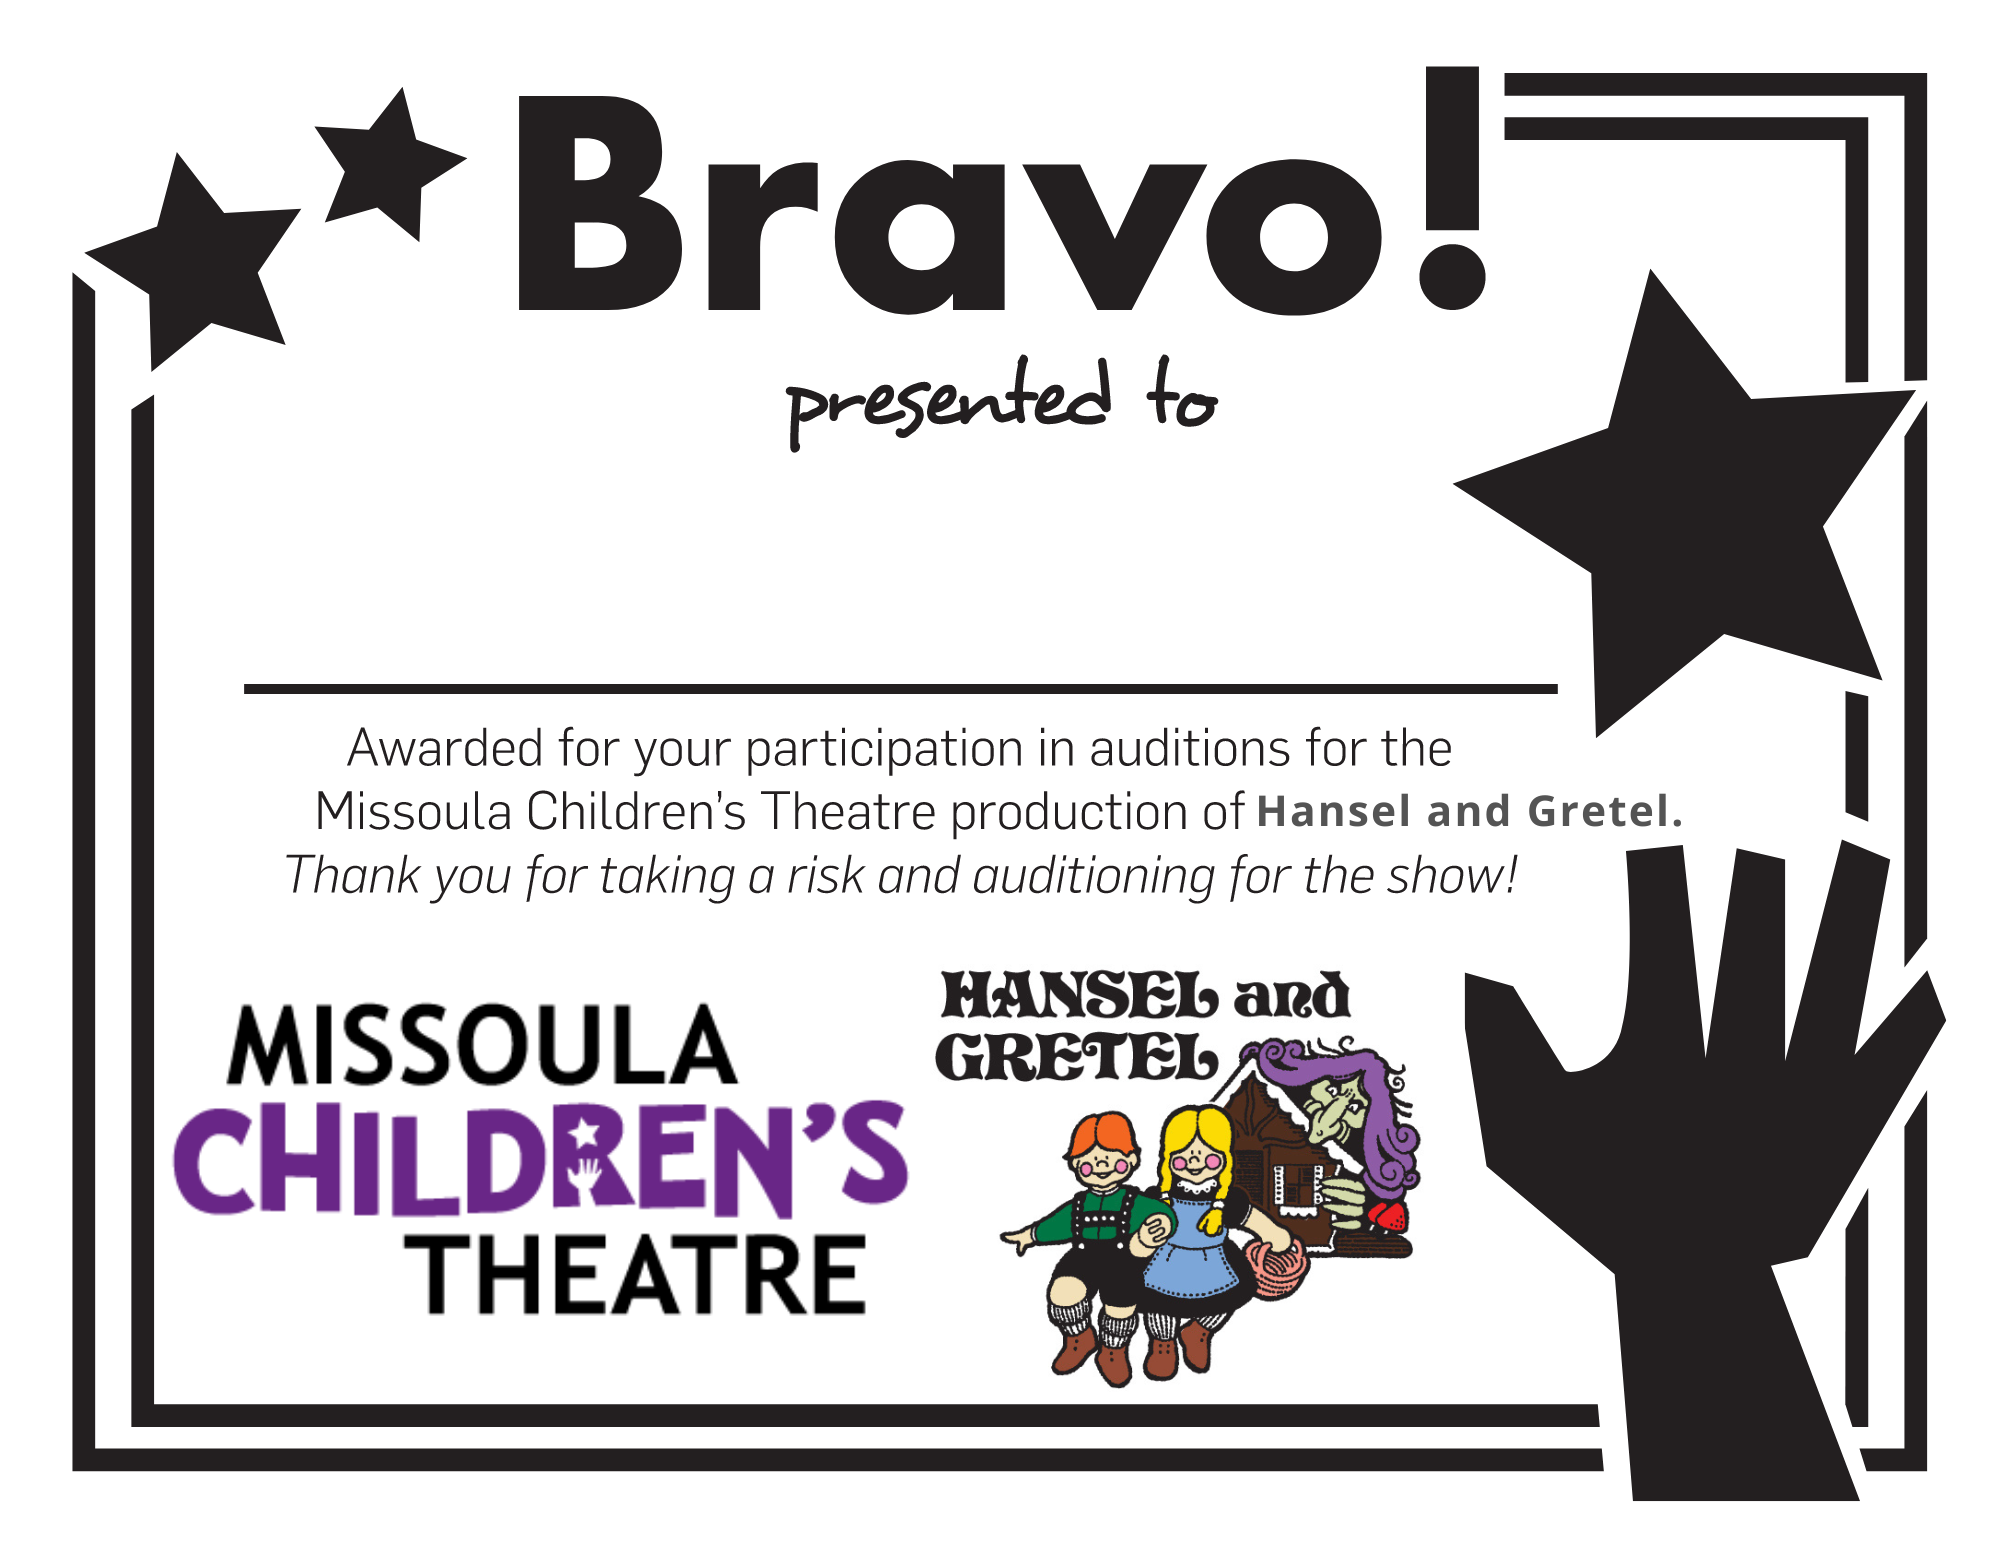 Bravo!
presented to
Awarded for your participation in auditions for the
Missoula Children’s Theatre production of Hansel and Gretel.
Thank you for taking a risk and auditioning for the show!
MISSOULA
CHILDREN’S
THEATRE
HANSEL and
GRETEL